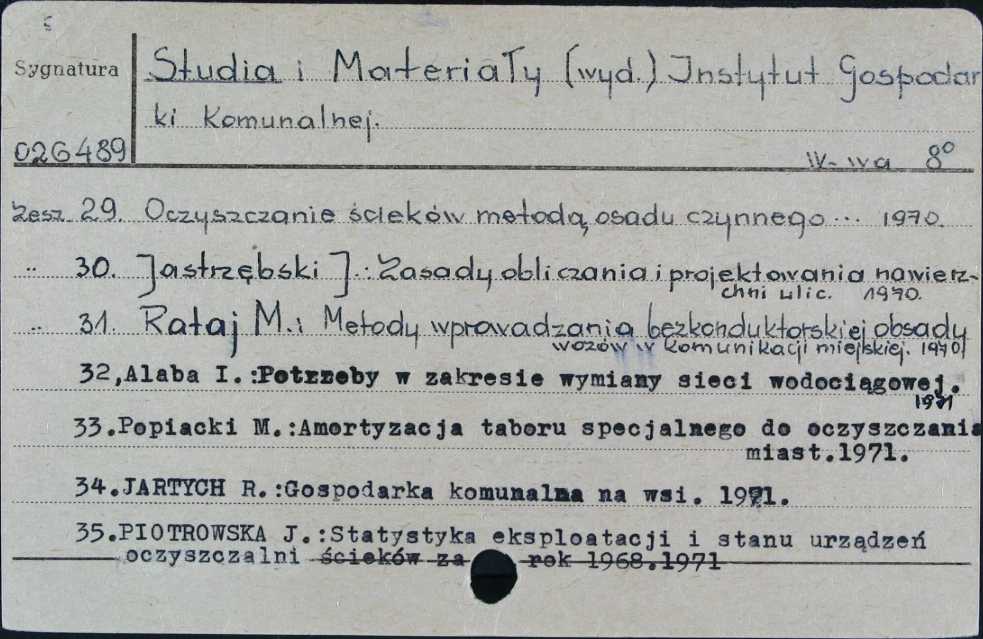 Sygnatura
026489
Studia i Materiały (wyd.) Instytut Gospodar
ki Komunalnej.
W-wa 8°
Zesz 29. Oczyszczanie ścieków metodą osadu czynnego... 1970.
.. 30. Jastrzębski J.: Zasady obliczania i projektowania nawierz-
chni ulic. 1970.
.. 31. Rataj M.: Metody wprowadzania bezkonduktorskiej obsady
wozów w komunikacji miejskiej. 1970
32,Alaba I.:Potrzeby w zakresie wymiany sieci wodociągowej.
1971
33.Popiacki M.:Amortyzacja taboru specjalnego do oczyszczania
miast.1971.
34.JARTYCH R.:Gospodarka komunalna na wsi. 1971.
35.PIOTROWSKA J.:Statystyka eksploatacji i stanu urządzeń
oczyszczalni ścieków za rok 1968.1971